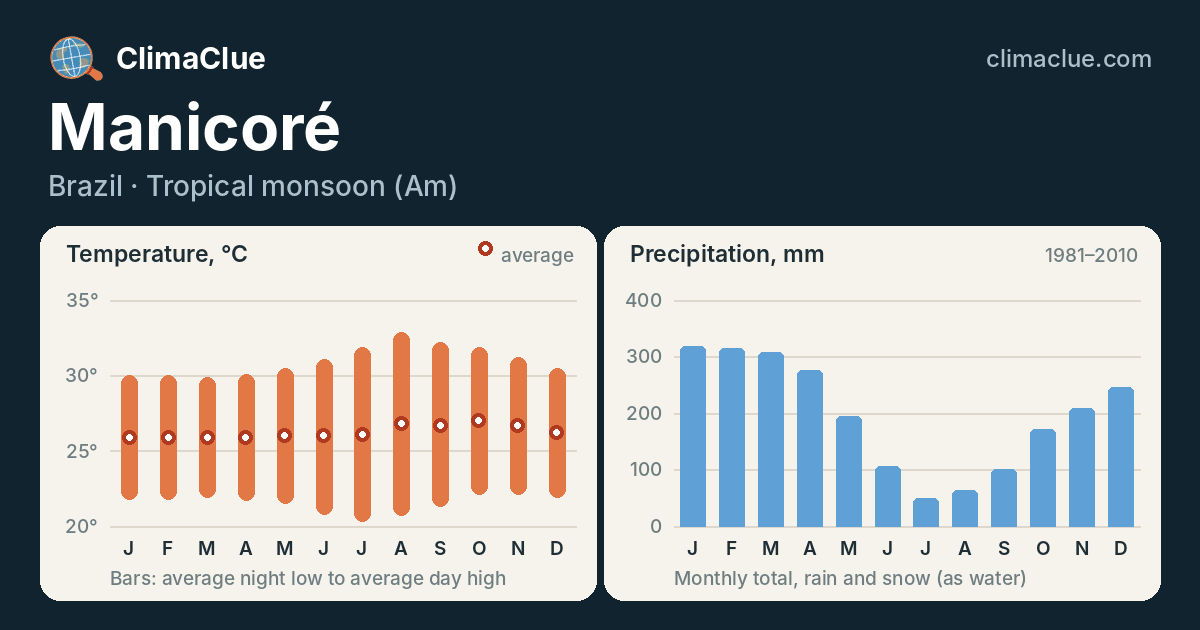 ClimaClue
climaclue.com
Manicoré
Brazil · Tropical monsoon (Am)
Temperature, °C
average
35°
30°
25°
20°
J F M A M J J A S O N D
Bars: average night low to average day high
Precipitation, mm
1981–2010
400
300
200
100
0
J F M A M J J A S O N D
Monthly total, rain and snow (as water)